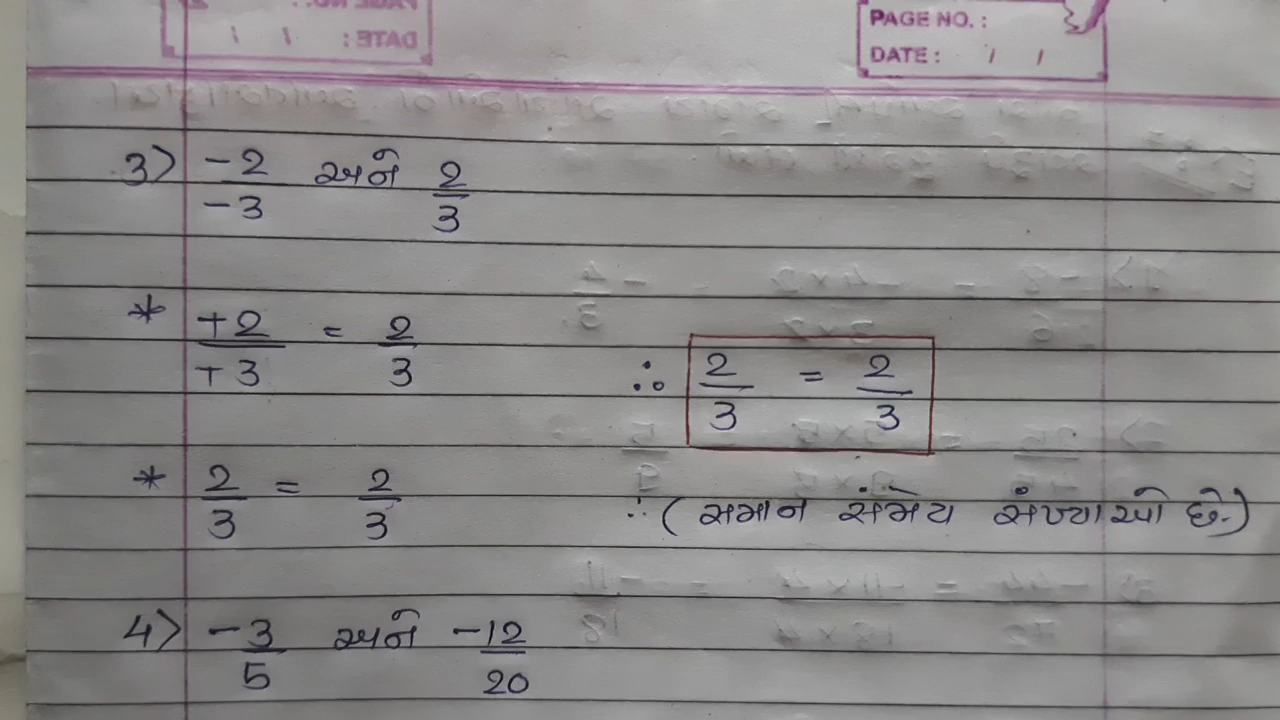 PAGE NO. :
DATE : / /
3) -2/-3 અને 2/3
* +2/+3 = 2/3
∴ 2/3 = 2/3
* 2/3 = 2/3
∴ (સમાન સંમેય સંખ્યાઓ છે.)
4) -3/5 અને -12/20